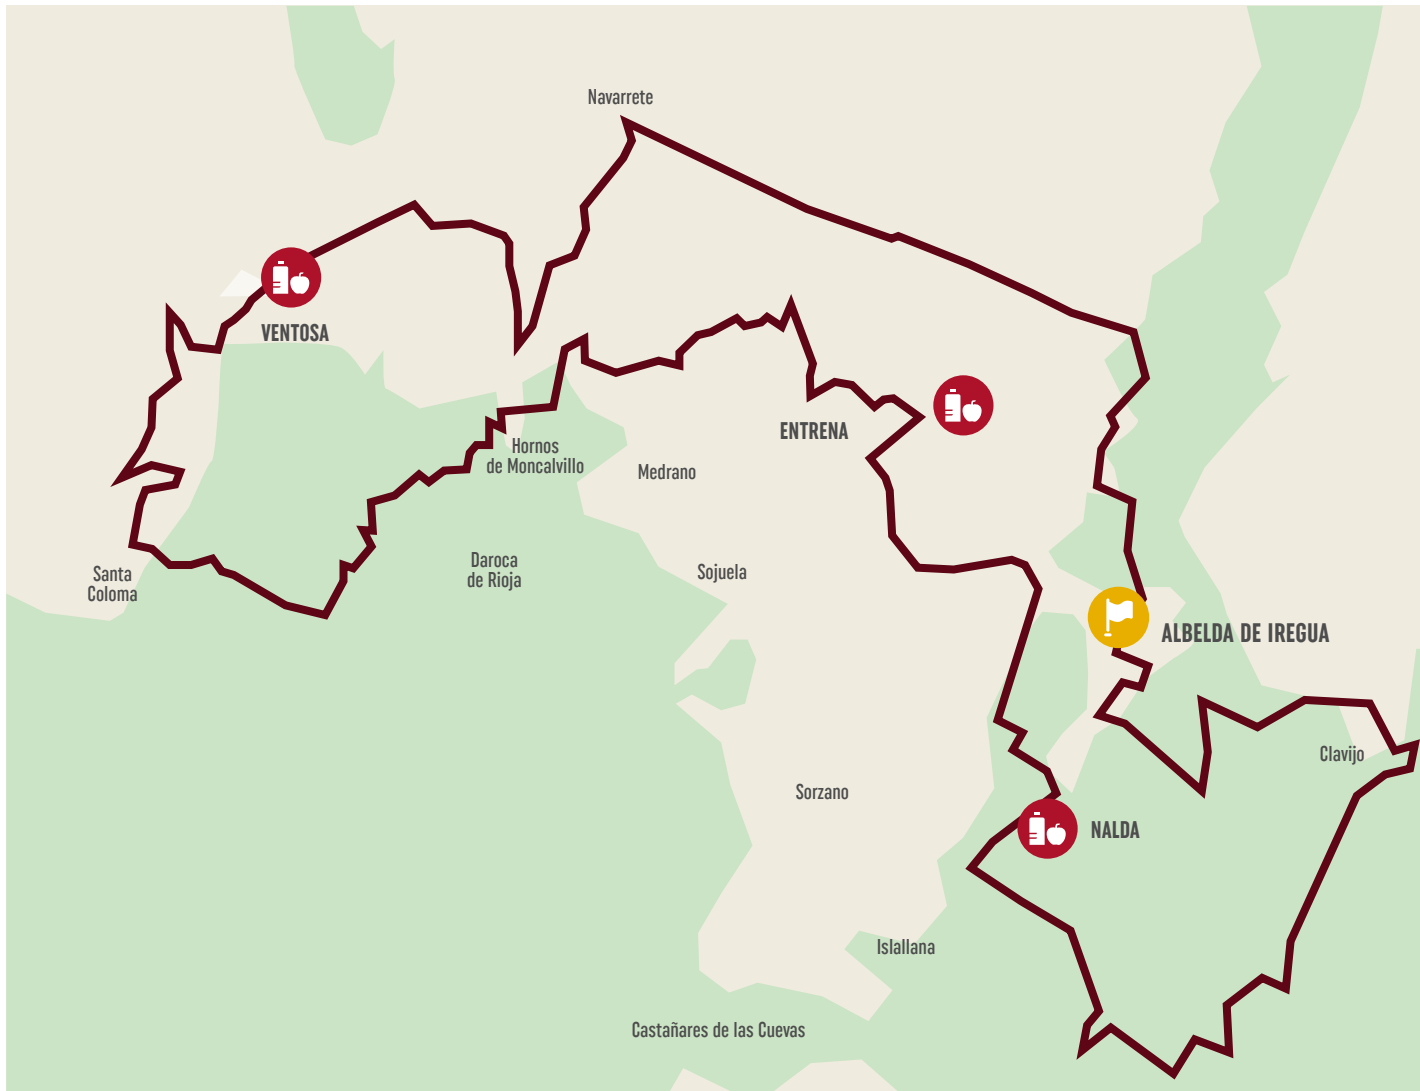 Navarrete
VENTOSA
ENTRENA
Hornos
de Moncalvillo
Medrano
Daroca
de Rioja
Sojuela
Santa
Coloma
ALBELDA DE IREGUA
Clavijo
Sorzano
NALDA
Islallana
Castañares de las Cuevas